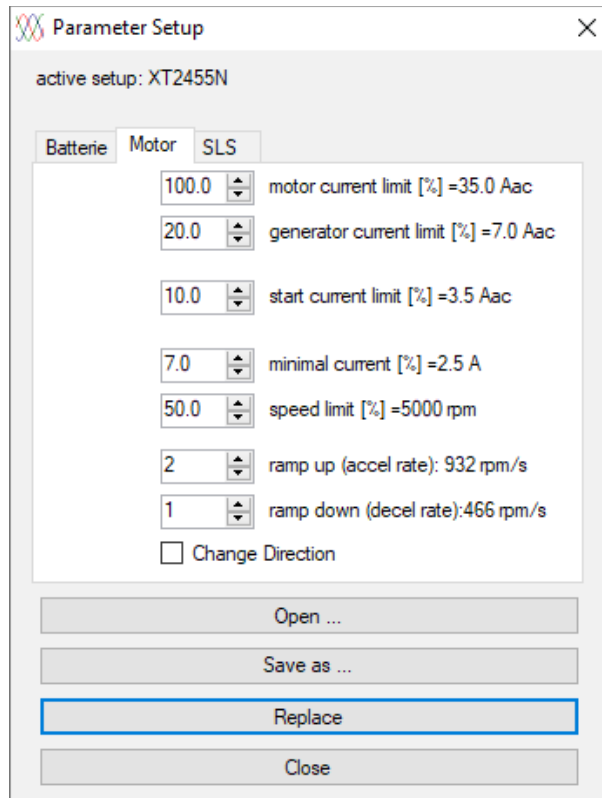 Parameter Setup
active setup: XT2455N
Batterie Motor SLS
100.0 motor current limit [%] =35.0 Aac
20.0 generator current limit [%] =7.0 Aac
10.0 start current limit [%] =3.5 Aac
7.0 minimal current [%] =2.5 A
50.0 speed limit [%] =5000 rpm
2 ramp up (accel rate): 932 rpm/s
1 ramp down (decel rate):466 rpm/s
Change Direction
Open ...
Save as ...
Replace
Close